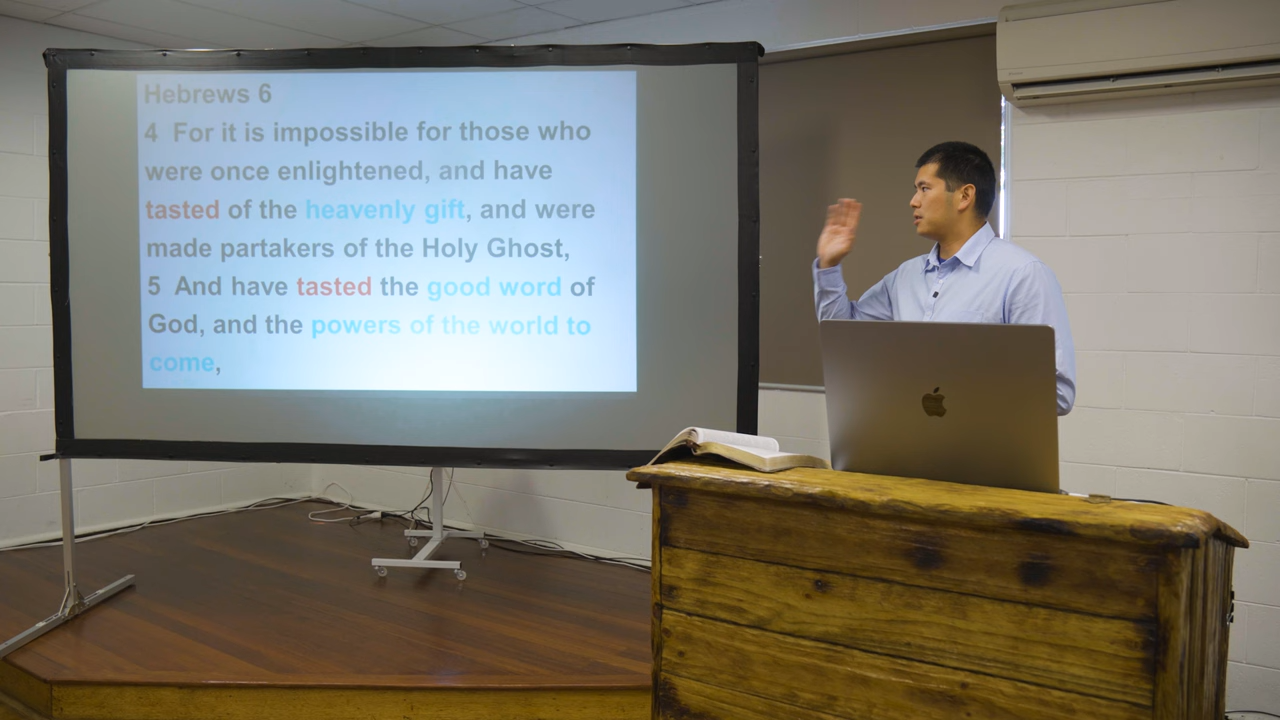 Hebrews 6
4 For it is impossible for those who
were once enlightened, and have
tasted of the heavenly gift, and were
made partakers of the Holy Ghost,
5 And have tasted the good word of
God, and the powers of the world to
come,